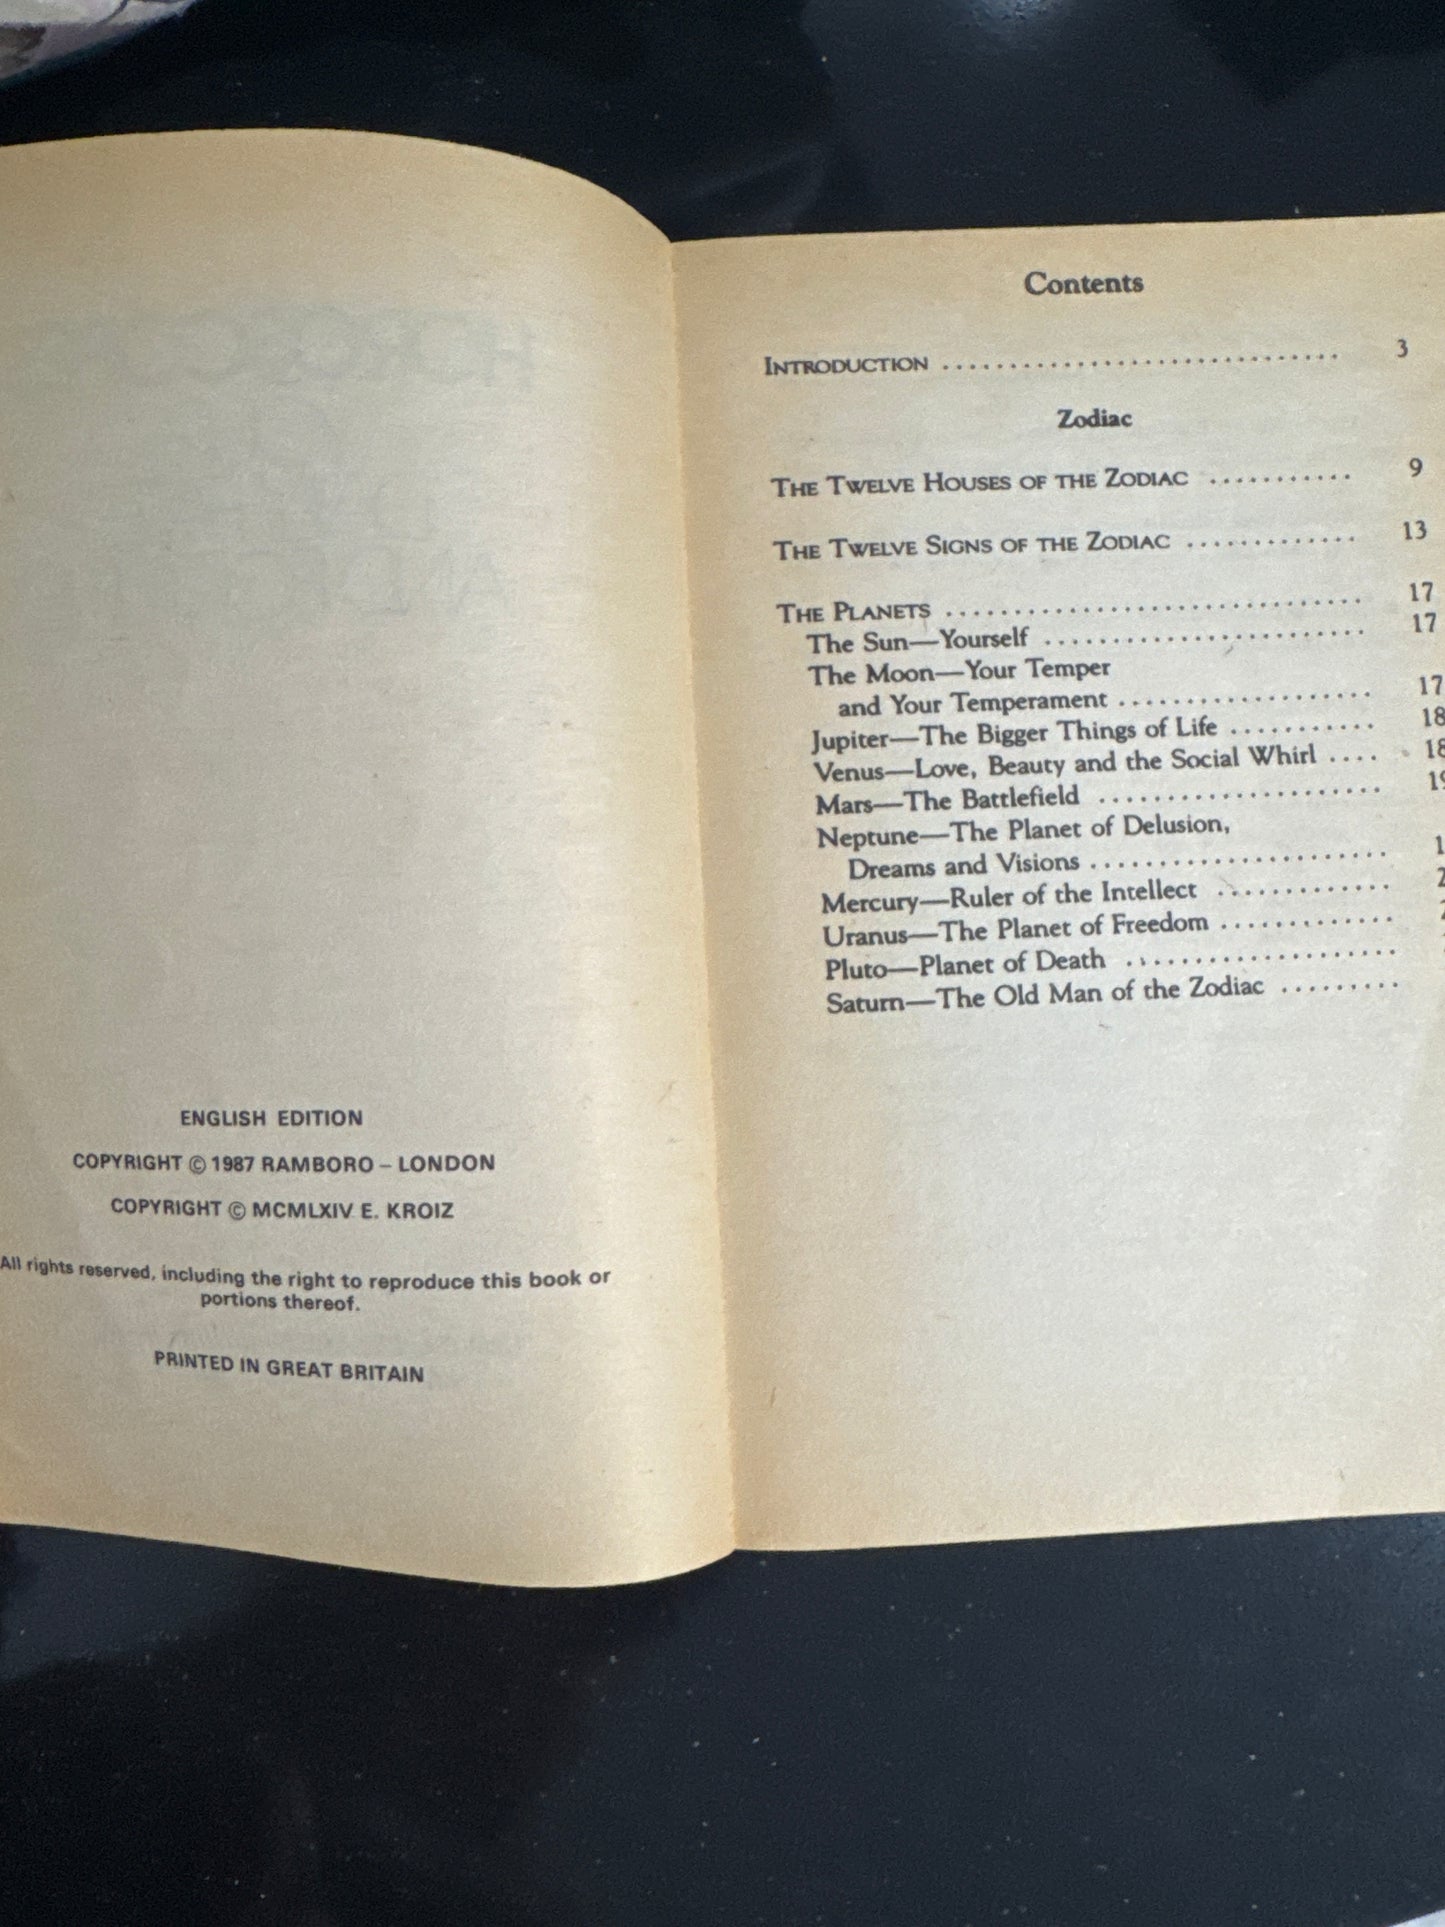 ENGLISH EDITION
COPYRIGHT © 1987 RAMBORO – LONDON
COPYRIGHT © MCMLXIV E. KROIZ
All rights reserved, including the right to reproduce this book or
portions thereof.
PRINTED IN GREAT BRITAIN
Contents
INTRODUCTION .............................. 3
Zodiac
THE TWELVE HOUSES OF THE ZODIAC ........... 9
THE TWELVE SIGNS OF THE ZODIAC ............. 13
THE PLANETS ............................... 17
The Sun—Yourself ........................ 17
The Moon—Your Temper
and Your Temperament ................... 17
Jupiter—The Bigger Things of Life ........... 18
Venus—Love, Beauty and the Social Whirl .... 18
Mars—The Battlefield ..................... 19
Neptune—The Planet of Delusion,
Dreams and Visions ......................
Mercury—Ruler of the Intellect .............
Uranus—The Planet of Freedom .............
Pluto—Planet of Death ....................
Saturn—The Old Man of the Zodiac .........